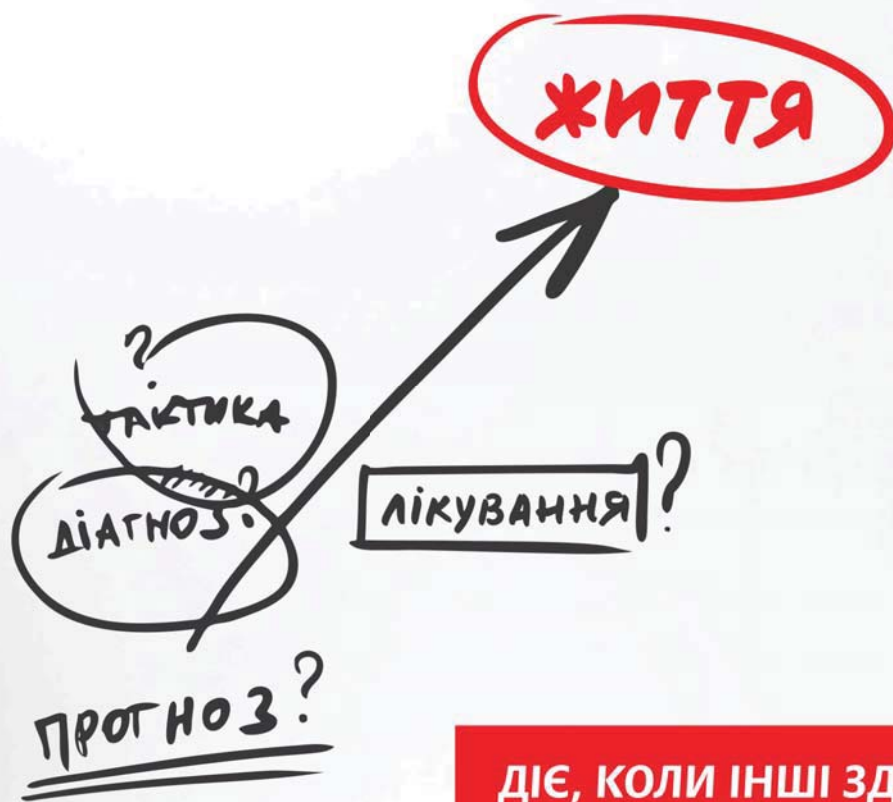 ЖИТТЯ
?
тактика
діагноз?
лікування?
прогноз?
ДІЄ, КОЛИ ІНШІ ЗД